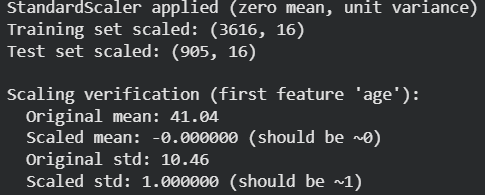 StandardScaler applied (zero mean, unit variance)
Training set scaled: (3616, 16)
Test set scaled: (905, 16)

Scaling verification (first feature 'age'):
  Original mean: 41.04
  Scaled mean: -0.000000 (should be ~0)
  Original std: 10.46
  Scaled std: 1.000000 (should be ~1)